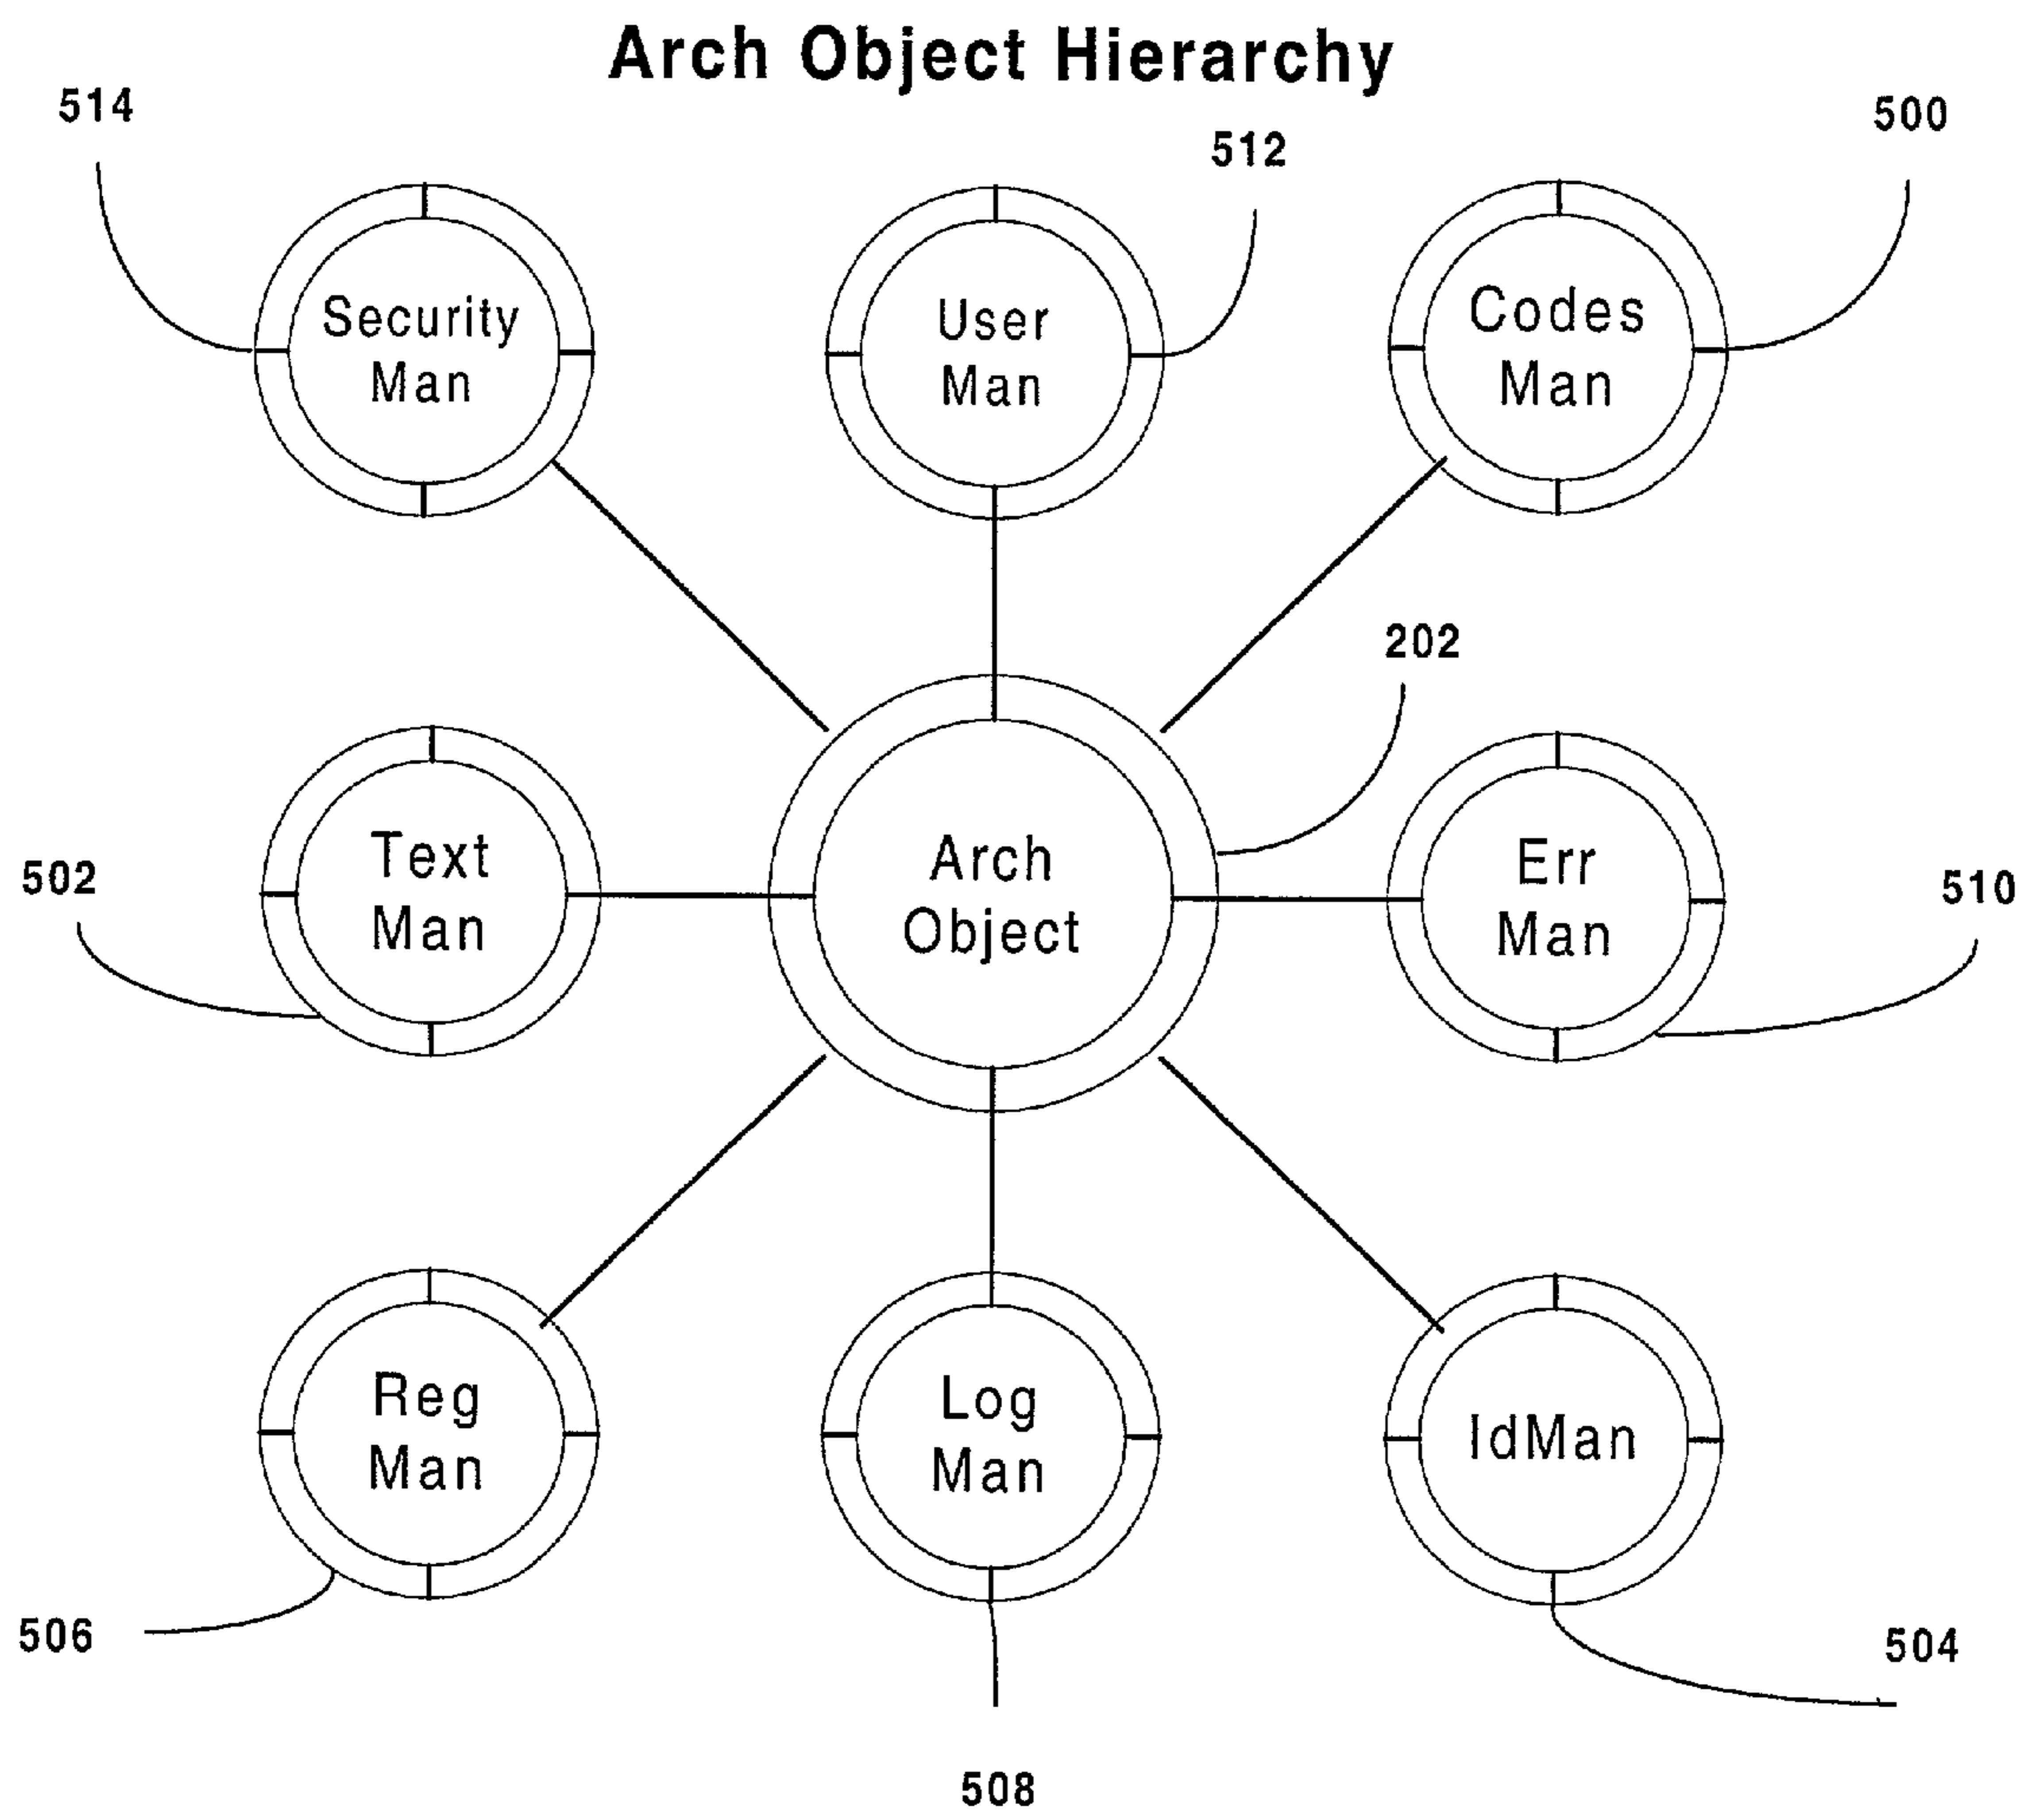 Arch Object Hierarchy
514
512
500
Security
Man
User
Man
Codes
Man
202
502
Text
Man
Arch
Object
Err
Man
510
Reg
Man
Log
Man
IdMan
506
508
504